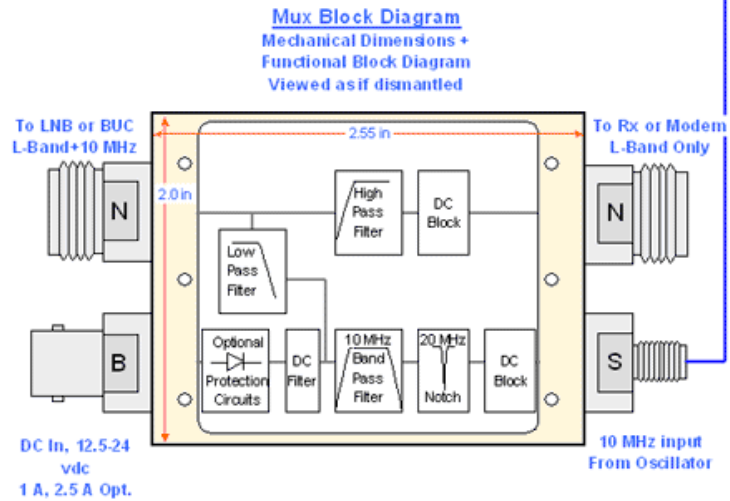 Mux Block Diagram
Mechanical Dimensions +
Functional Block Diagram
Viewed as if dismantled
To LNB or BUC
L-Band+10 MHz
2.55 in
To Rx or Modem
L-Band Only
2.0 in
N
High
Pass
Filter
DC
Block
N
Low
Pass
Filter
B
Optional
Protection
Circuits
DC
Filter
10 MHz
Band
Pass
Filter
20 MHz
Notch
DC
Block
S
DC In, 12.5-24
vdc
1 A, 2.5 A Opt.
10 MHz input
From Oscillator